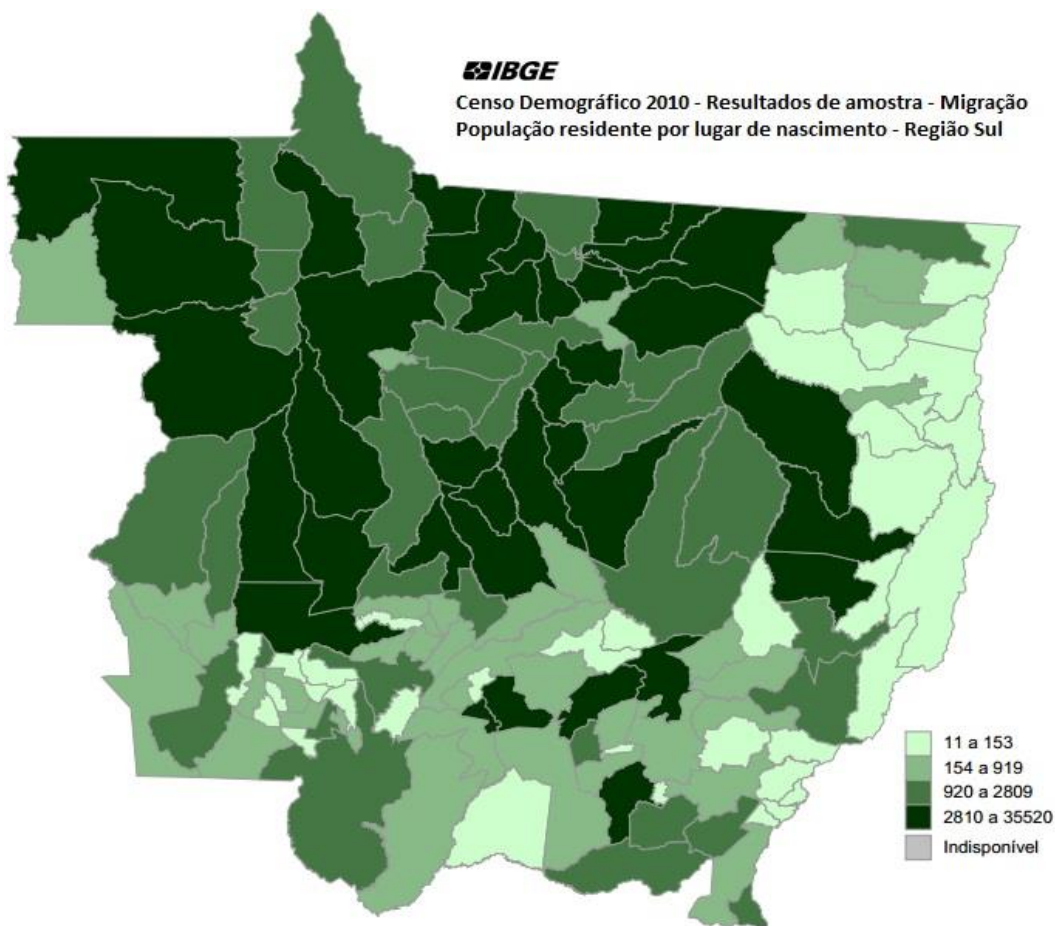 IBGE
Censo Demográfico 2010 - Resultados de amostra - Migração
População residente por lugar de nascimento - Região Sul
11 a 153
154 a 919
920 a 2809
2810 a 35520
Indisponível